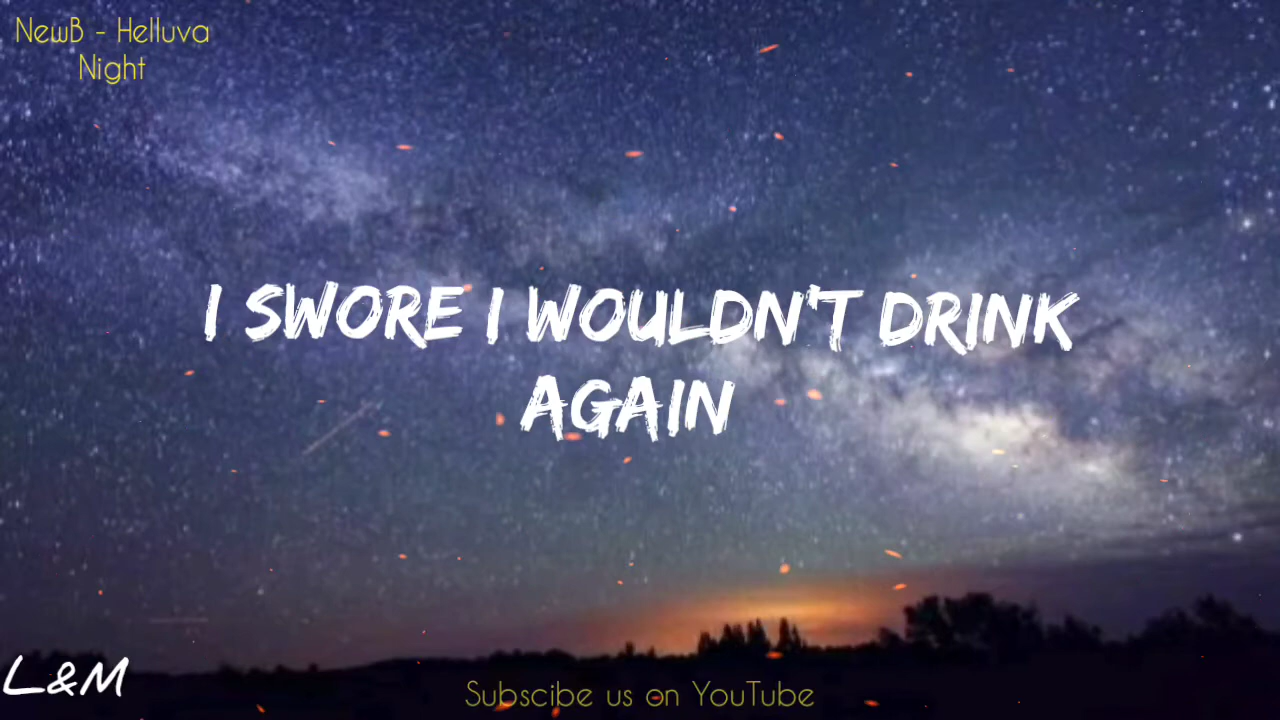 NewB - Helluva
Night
I SWORE I WOULDN'T DRINK
AGAIN
L&M
Subscibe us on YouTube